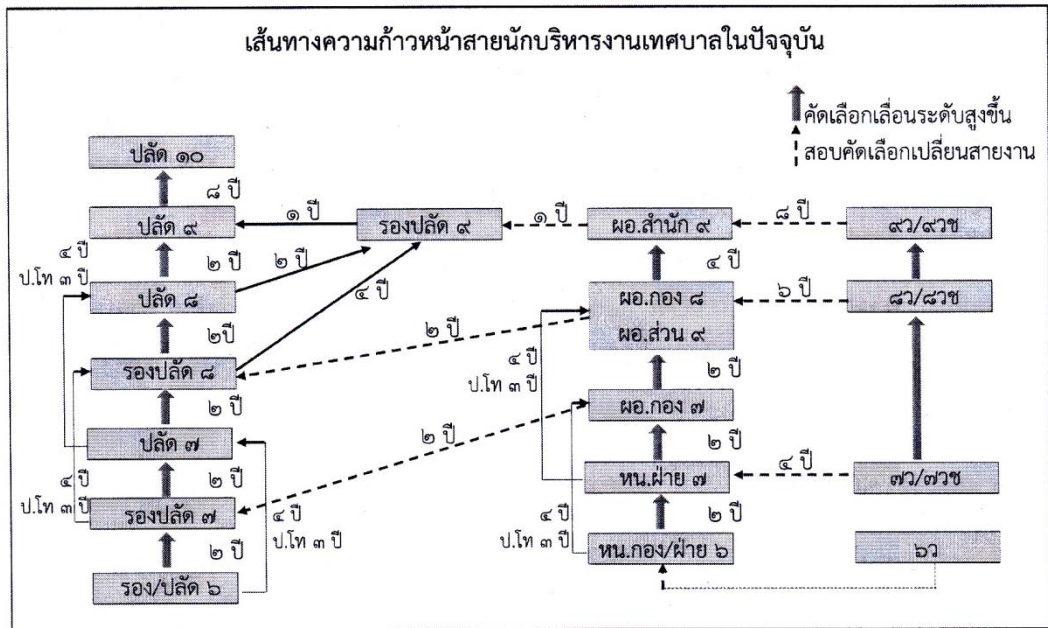 เส้นทางความก้าวหน้าสายนักบริหารงานเทศบาลในปัจจุบัน
คัดเลือกเลื่อนระดับสูงขึ้น
สอบคัดเลือกเปลี่ยนสายงาน
ปลัด ๑๐
๘ ปี
ปลัด ๙
๑ ปี
รองปลัด ๙
๑ ปี
ผอ.สำนัก ๙
๘ ปี
๙ว/๙วช
๔ ปี
ป.โท ๓ ปี
๒ ปี
๒ ปี
๔ ปี
๔ ปี
ปลัด ๘
ผอ.กอง ๘
ผอ.ส่วน ๙
๖ ปี
๘ว/๘วช
๒ปี
๒ ปี
รองปลัด ๘
๔ ปี
ป.โท ๓ ปี
๒ ปี
๒ ปี
ผอ.กอง ๗
ปลัด ๗
๒ ปี
๒ ปี
๔ ปี
ป.โท ๓ ปี
๒ ปี
หน.ฝ่าย ๗
๔ ปี
๗ว/๗วช
รองปลัด ๗
๔ ปี
ป.โท ๓ ปี
๔ ปี
ป.โท ๓ ปี
๒ ปี
๒ ปี
หน.กอง/ฝ่าย ๖
๖ว
รอง/ปลัด ๖